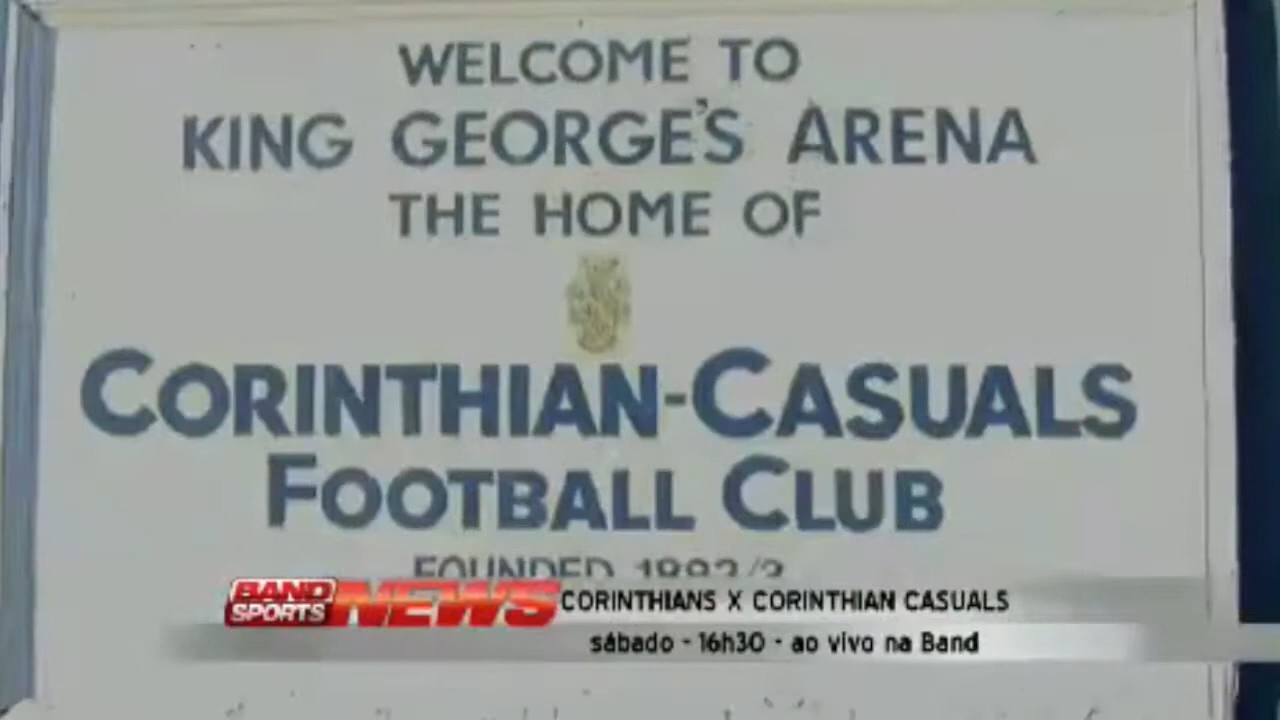 WELCOME TO
KING GEORGE'S ARENA
THE HOME OF
CORINTHIAN-CASUALS
FOOTBALL CLUB
FOUNDED
BAND SPORTS NEWS
CORINTHIANS X CORINTHIAN CASUALS
sábado - 16h30 - ao vivo na Band